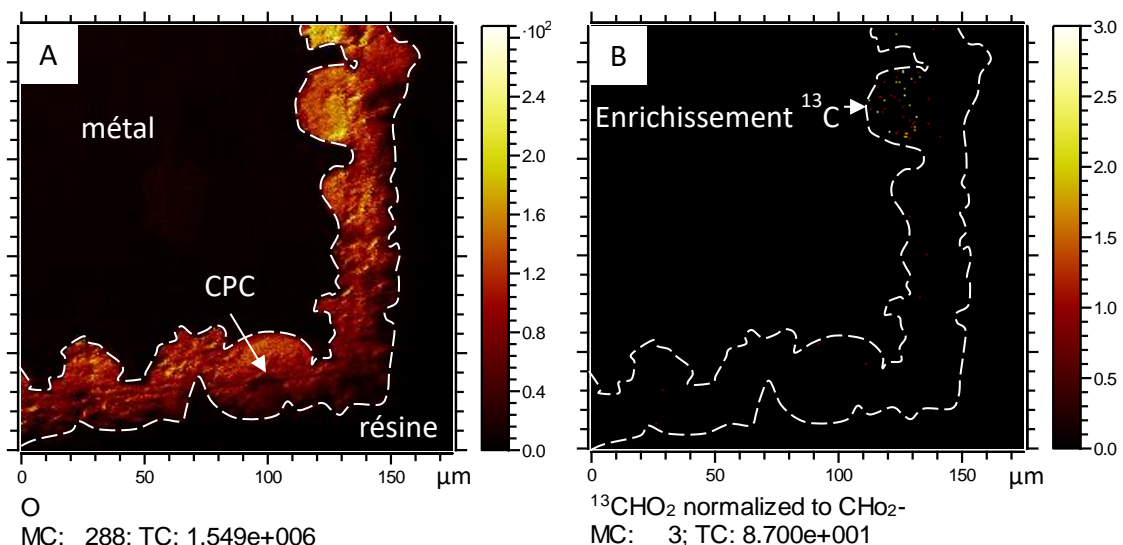 A
métal
CPC
résine
·10²
2.4
2.0
1.6
1.2
0.8
0.4
0.0
0 50 100 150 µm
O
MC: 288; TC: 1.549e+006
B
Enrichissement ¹³C
3.0
2.5
2.0
1.5
1.0
0.5
0.0
0 50 100 150 µm
¹³CHO₂ normalized to CHo₂-
MC: 3; TC: 8.700e+001